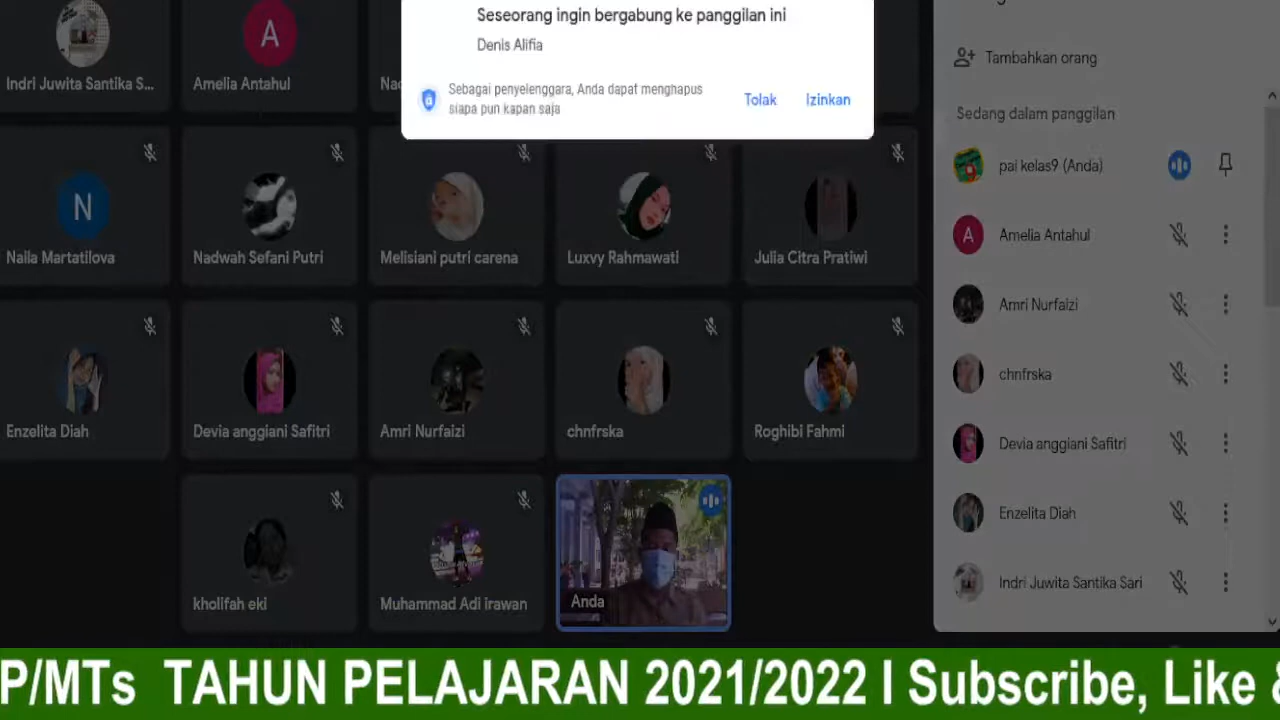 Seseorang ingin bergabung ke panggilan ini
Denis Alifia
Sebagai penyelenggara, Anda dapat menghapus
siapa pun kapan saja
Tolak
Izinkan
Indri Juwita Santika S...
Amelia Antahul
Naila Martatilova
Nadwah Sefani Putri
Melisiani putri carena
Luxvy Rahmawati
Julia Citra Pratiwi
Enzelita Diah
Devia anggiani Safitri
Amri Nurfaizi
chnfrska
Roghibi Fahmi
kholifah eki
Muhammad Adi irawan
Anda
Tambahkan orang
Sedang dalam panggilan
pai kelas9 (Anda)
Amelia Antahul
Amri Nurfaizi
chnfrska
Devia anggiani Safitri
Enzelita Diah
Indri Juwita Santika Sari
P/MTs TAHUN PELAJARAN 2021/2022 I Subscribe, Like &